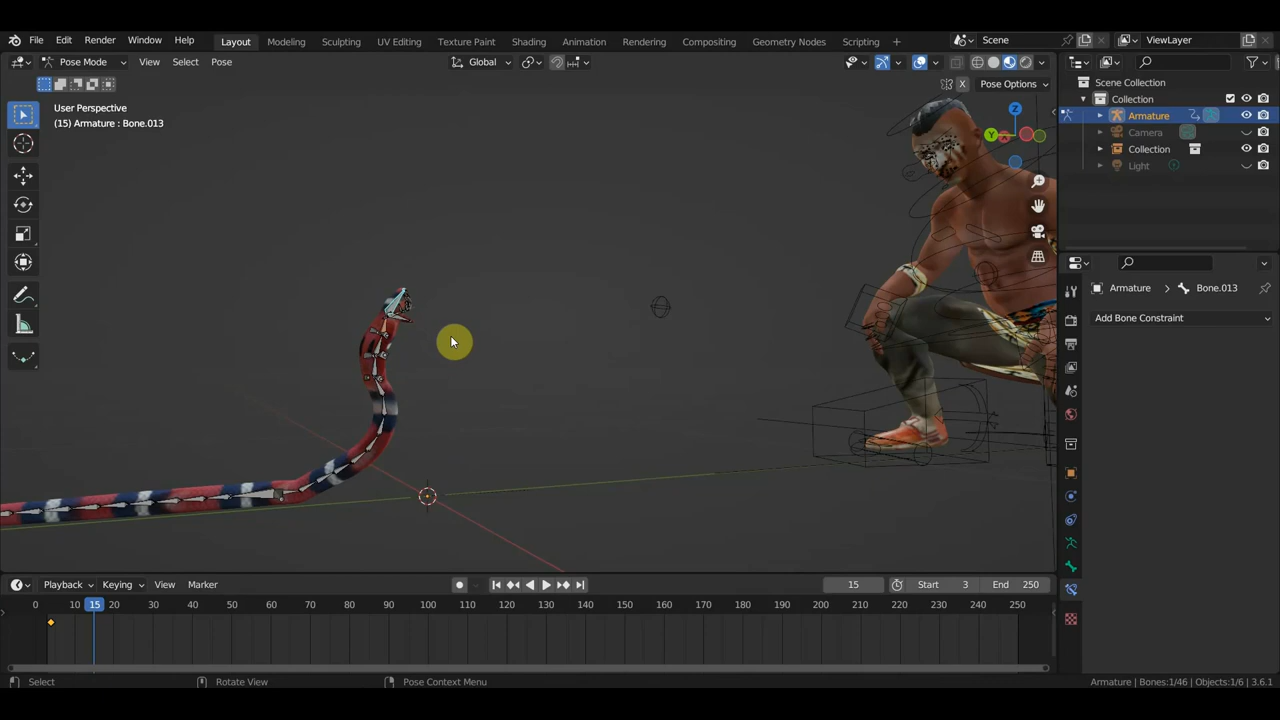 File Edit Render Window Help Layout Modeling Sculpting UV Editing Texture Paint Shading Animation Rendering Compositing Geometry Nodes Scripting + Scene ViewLayer
Pose Mode View Select Pose Global
X Pose Options
User Perspective
(15) Armature : Bone.013
Z
Y
Scene Collection
Collection
Armature
Camera
Collection
Light
Armature > Bone.013
Add Bone Constraint
Playback Keying View Marker 15 Start 3 End 250
0 10 15 20 30 40 50 60 70 80 90 100 110 120 130 140 150 160 170 180 190 200 210 220 230 240 250
Select Rotate View Pose Context Menu Armature | Bones:1/46 | Objects:1/6 | 3.6.1